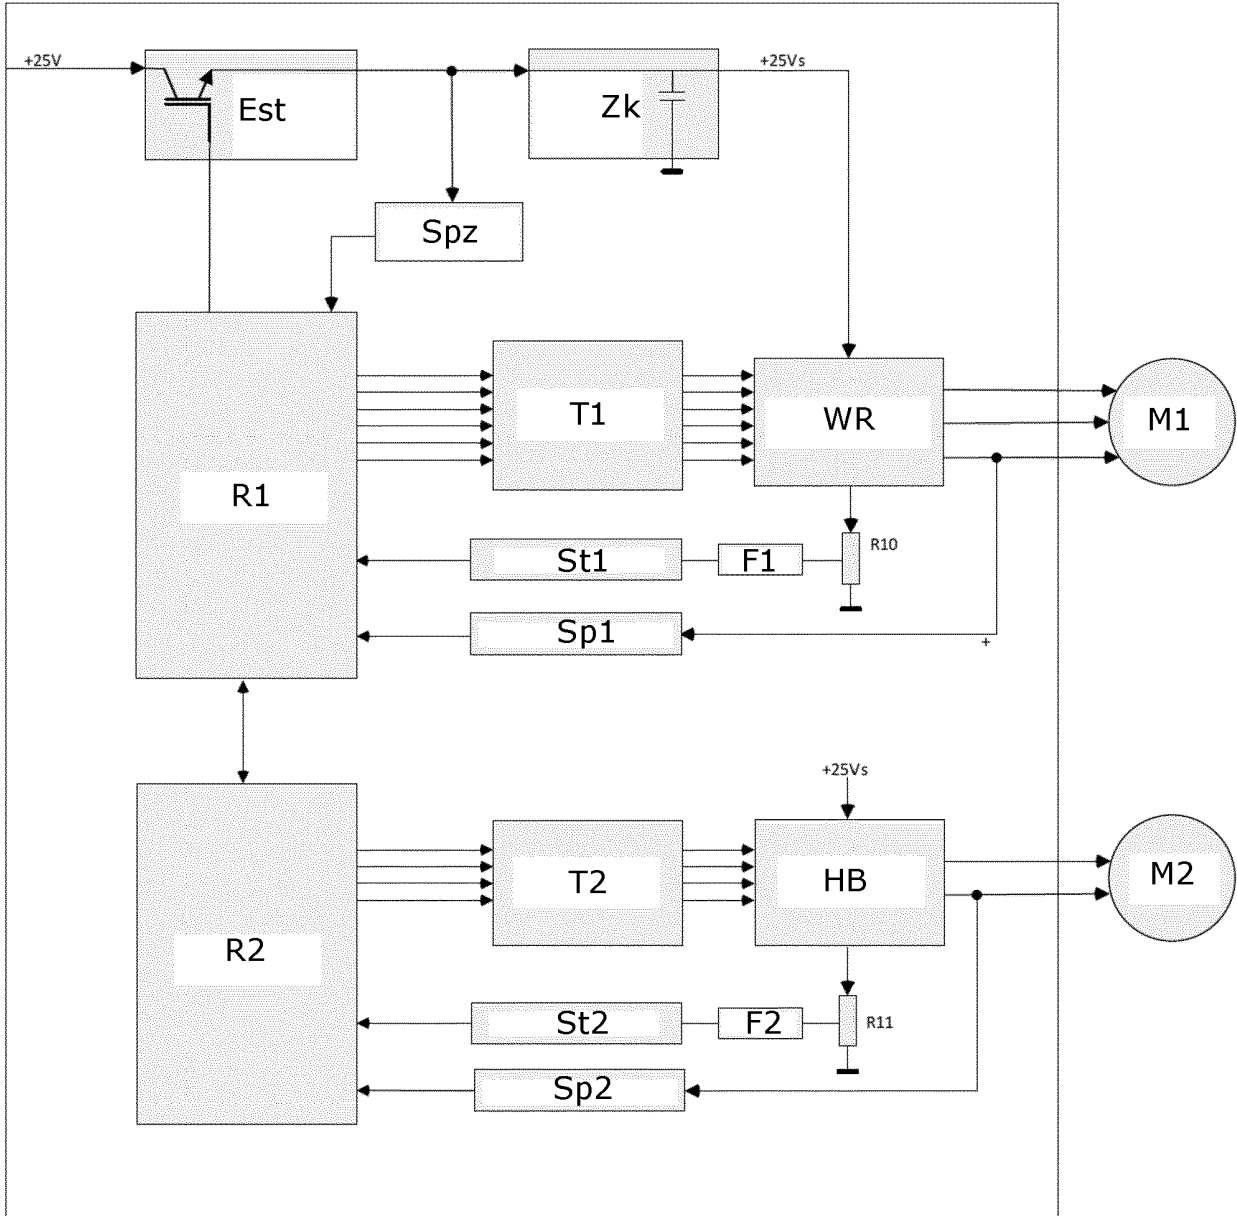 +25V
Est
Zk
+25Vs
Spz
T1
WR
M1
R1
St1
F1
R10
Sp1
+
+25Vs
T2
HB
M2
R2
St2
F2
R11
Sp2